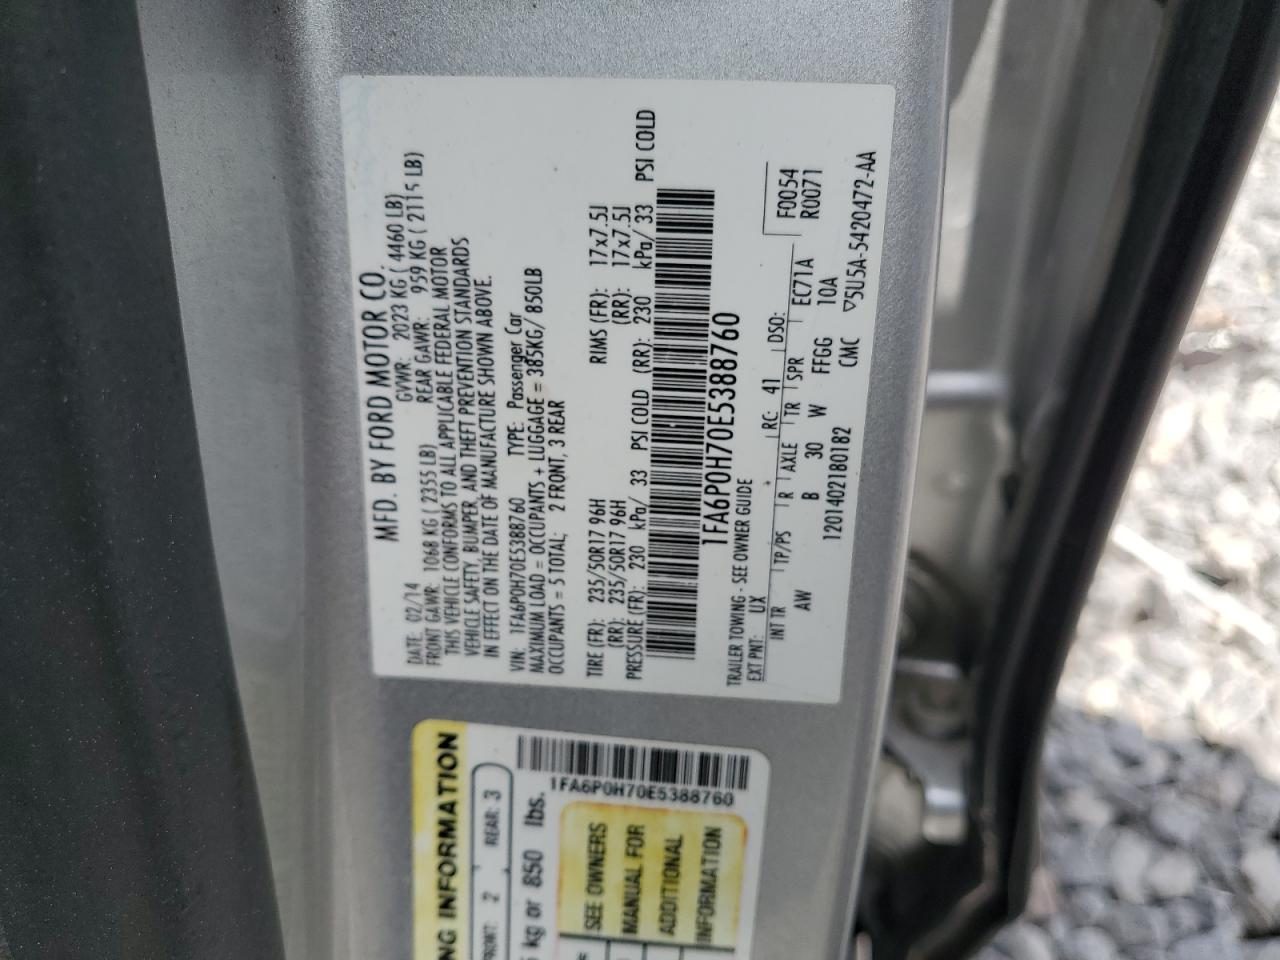 MFD. BY FORD MOTOR CO.
DATE: 02/14 GVWR: 2023 KG ( 4460 LB)
FRONT GAWR: 1068 KG ( 2355 LB) REAR GAWR: 959 KG ( 2115 LB)
THIS VEHICLE CONFORMS TO ALL APPLICABLE FEDERAL MOTOR
VEHICLE SAFETY, BUMPER, AND THEFT PREVENTION STANDARDS
IN EFFECT ON THE DATE OF MANUFACTURE SHOWN ABOVE.
VIN: 1FA6P0H70E5388760 TYPE: Passenger Car
MAXIMUM LOAD = OCCUPANTS + LUGGAGE = 385KG/ 850LB
OCCUPANTS = 5 TOTAL; 2 FRONT, 3 REAR
TIRE (FR): 235/50R17 96H RIMS (FR): 17x7.5J
(RR): 235/50R17 96H (RR): 17x7.5J
PRESSURE (FR): 230 kPa/ 33 PSI COLD (RR): 230 kPa/ 33 PSI COLD
1FA6P0H70E5388760
TRAILER TOWING - SEE OWNER GUIDE
EXT PNT: UX RC: 41 DSO: F0054
R0071
INT TR TP/PS R AXLE TR SPR EC71A
AW B 30 W FFGG 10A
1201402180182 CMC ▽5U5A-5420472-AA
NG INFORMATION
FRONT: 2 REAR: 3
kg or 850 lbs.
1FA6P0H70E5388760
SEE OWNERS
MANUAL FOR
ADDITIONAL
INFORMATION